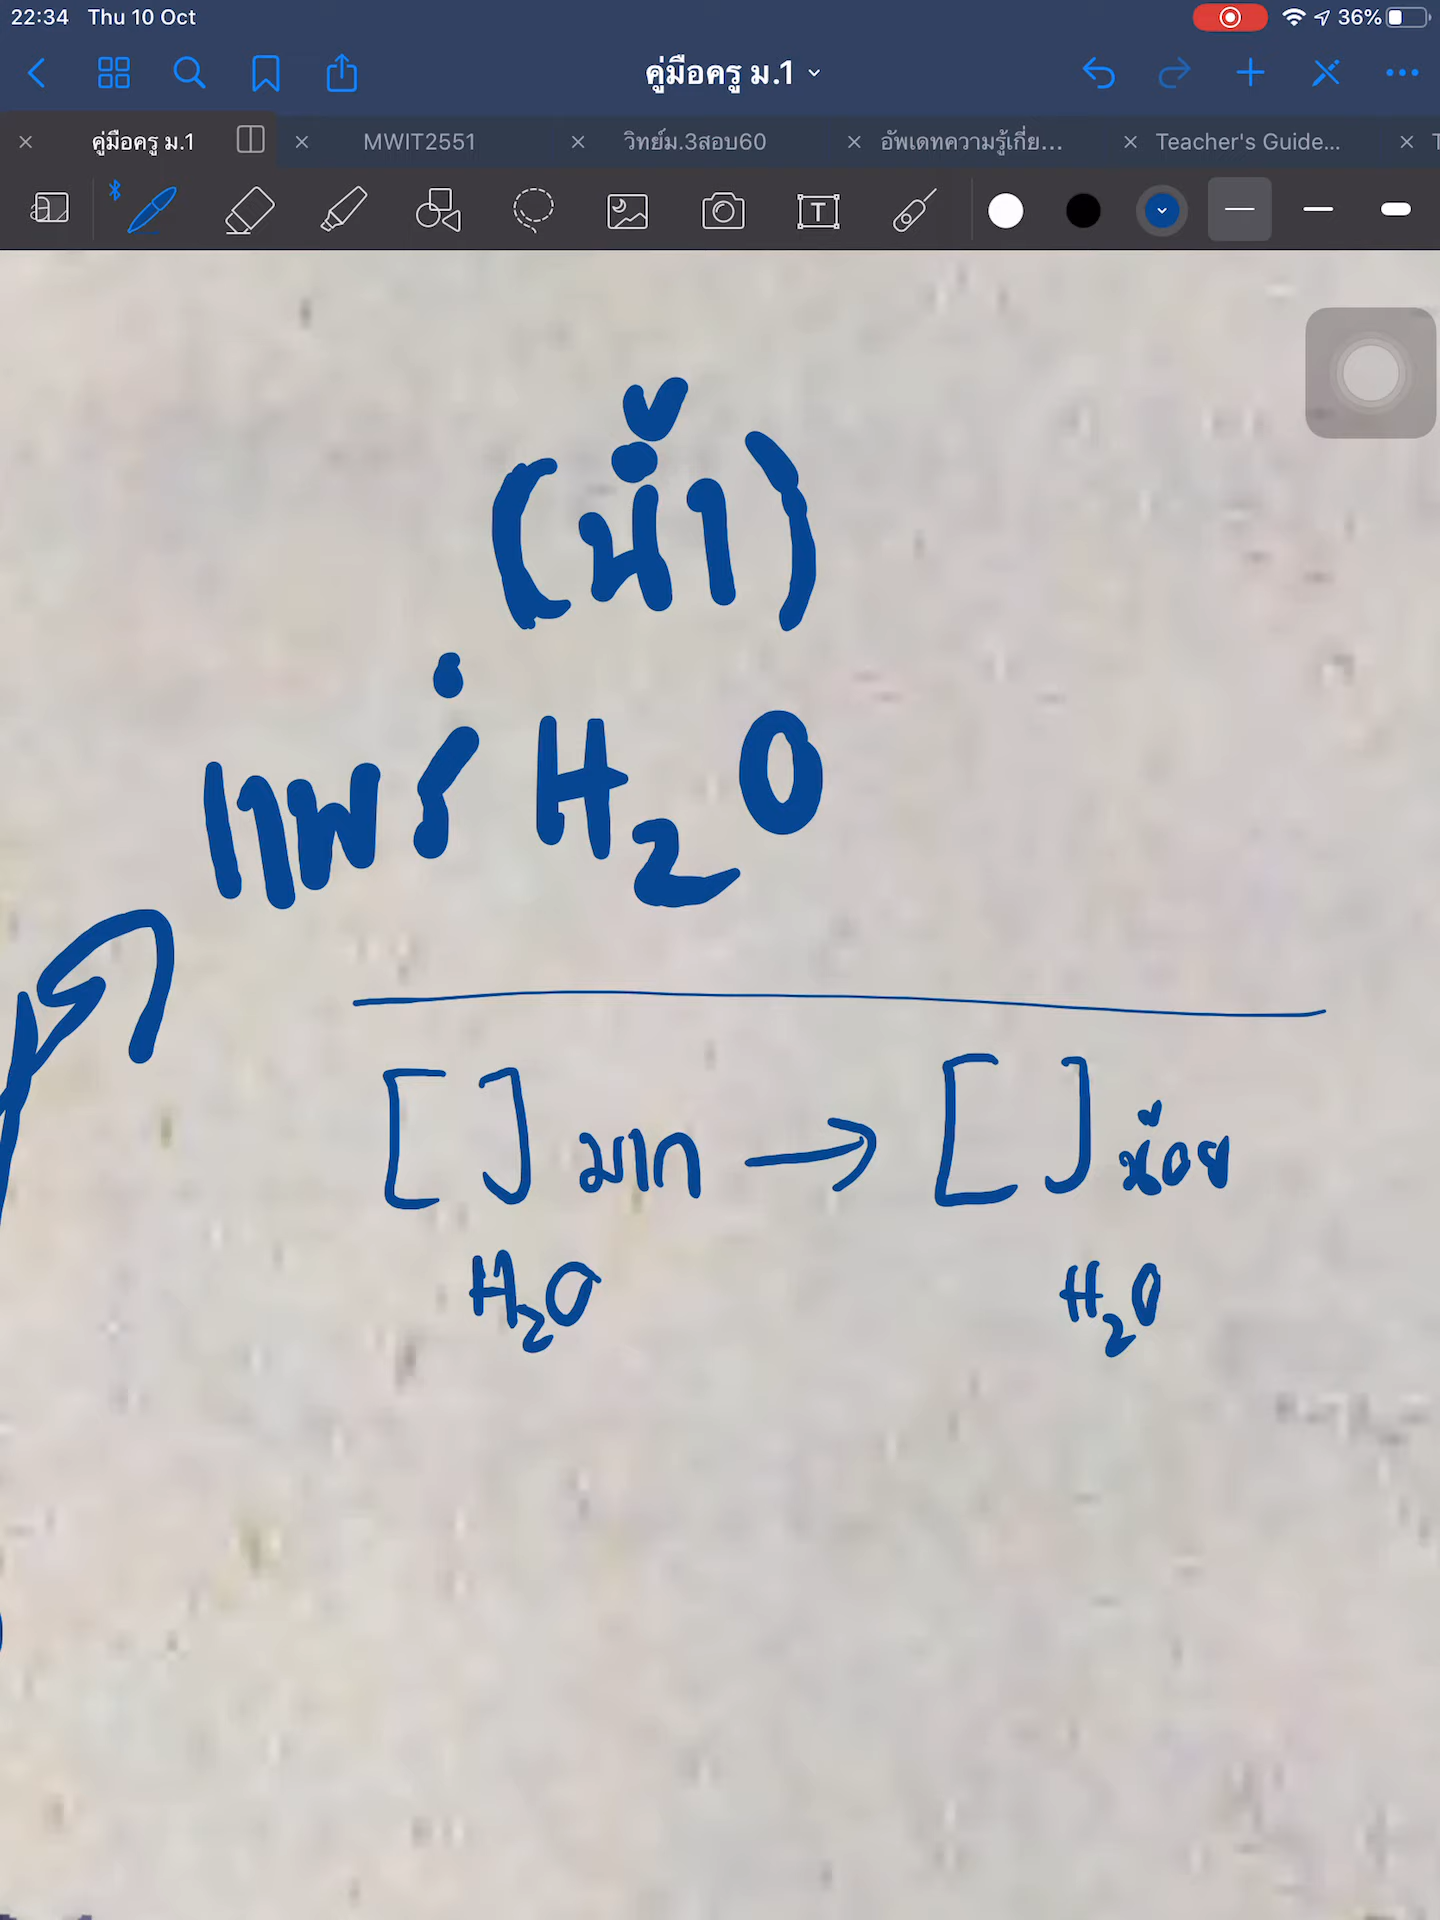 22:34 Thu 10 Oct 36%
คู่มือครู ม.1
คู่มือครู ม.1 MWIT2551 วิทย์ม.3สอบ60 อัพเดทความรู้เกี่ย... Teacher's Guide...
T
(น้ำ)
แพร่ H₂O
[ ] มาก → [ ] น้อย
H₂O H₂O